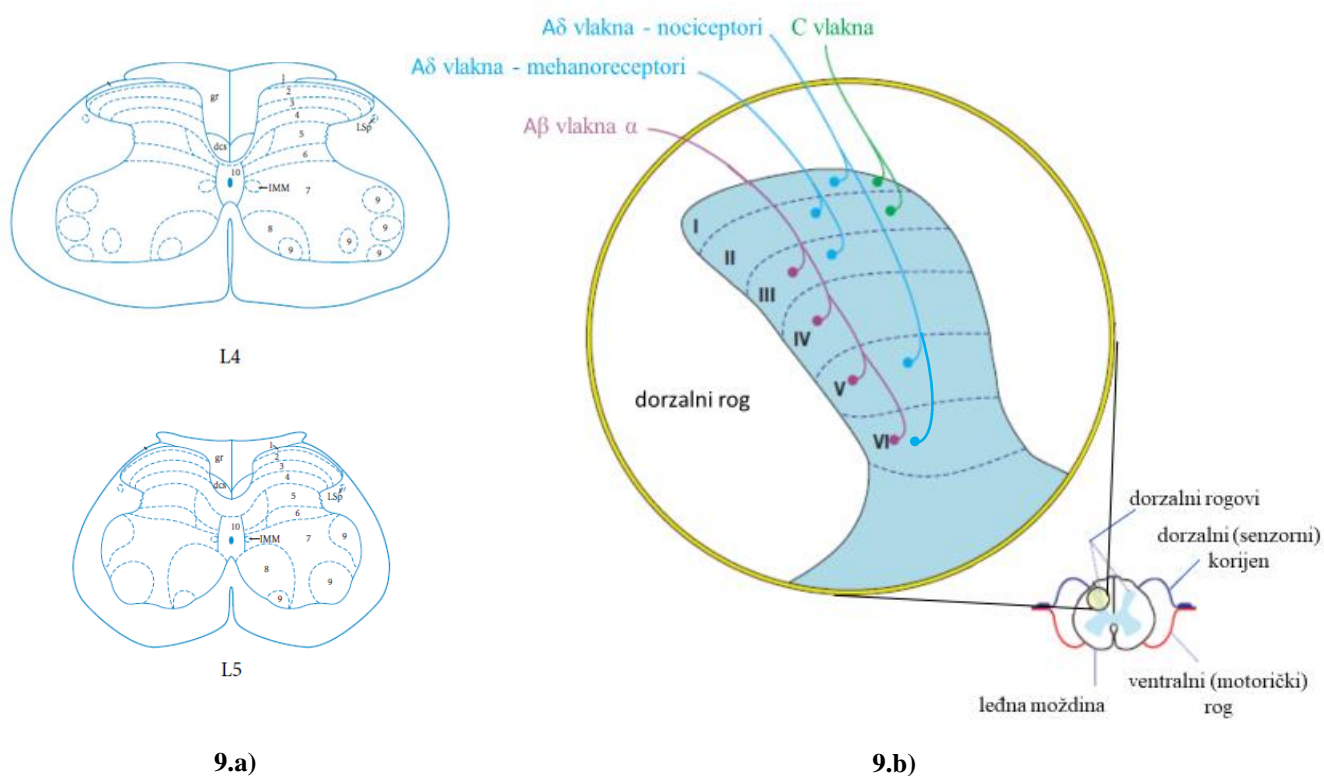 Aδ vlakna - nociceptori
C vlakna
Aδ vlakna - mehanoreceptori
Aβ vlakna α
1
2
3
4
5
6
gr
dcs
LSp
10
IMM
7
8
9
9
9
9
9
L4
I
II
III
IV
V
VI
dorzalni rog
1
2
3
4
5
6
gr
dcs
LSp
10
IMM
7
8
9
9
9
L5
dorzalni rogovi
dorzalni (senzorni)
korijen
ventralni (motorički)
rog
leđna moždina
9.a)
9.b)